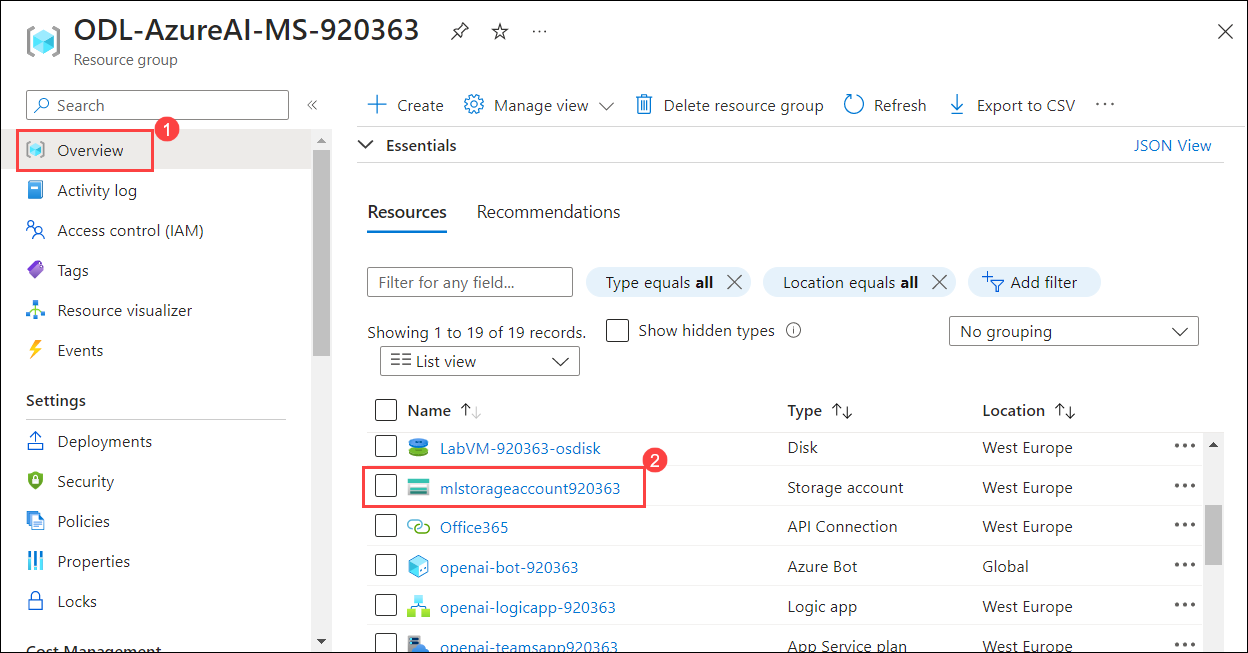 ODL-AzureAI-MS-920363
Resource group
Search
Create
Manage view
Delete resource group
Refresh
Export to CSV
1
Overview
Activity log
Access control (IAM)
Tags
Resource visualizer
Events
Settings
Deployments
Security
Policies
Properties
Locks
Cost Management
Essentials
JSON View
Resources
Recommendations
Filter for any field...
Type equals all
Location equals all
Add filter
Showing 1 to 19 of 19 records.
Show hidden types
No grouping
List view
Name Type Location
LabVM-920363-osdisk Disk West Europe
2
mlstorageaccount920363 Storage account West Europe
Office365 API Connection West Europe
openai-bot-920363 Azure Bot Global
openai-logicapp-920363 Logic app West Europe
openai-teamsapp920363 App Service plan West Europe